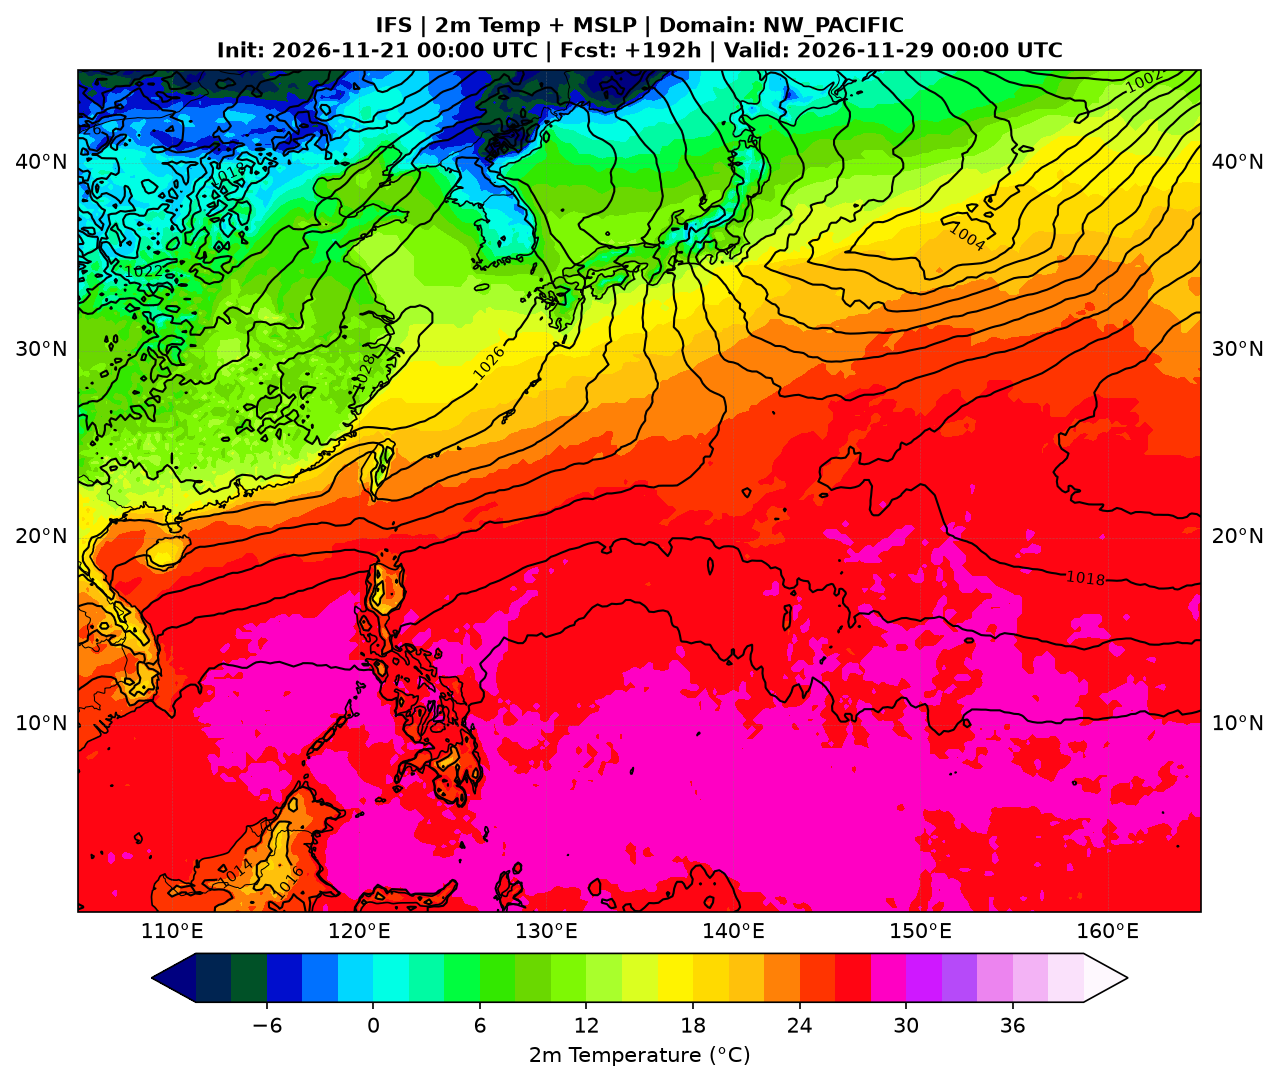 IFS | 2m Temp + MSLP | Domain: NW_PACIFIC
Init: 2026-11-21 00:00 UTC | Fcst: +192h | Valid: 2026-11-29 00:00 UTC
1002
40°N
40°N
1004
1022
30°N
1028
1026
30°N
20°N
20°N
1018
10°N
10°N
1014
1016
110°E 120°E 130°E 140°E 150°E 160°E
−6 0 6 12 18 24 30 36
2m Temperature (°C)